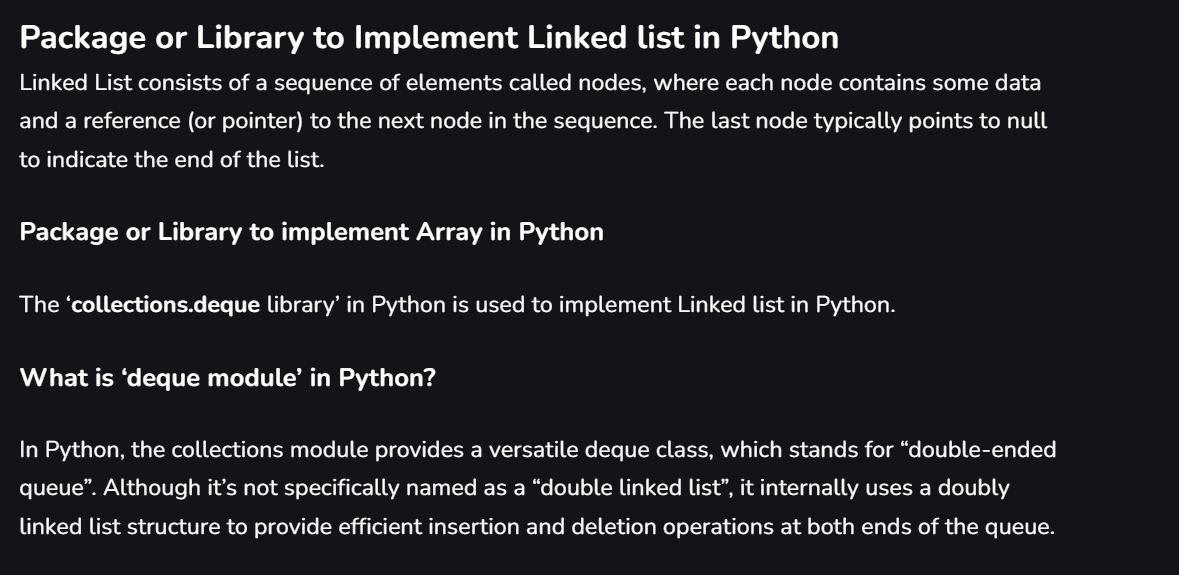 Package or Library to Implement Linked list in Python
Linked List consists of a sequence of elements called nodes, where each node contains some data
and a reference (or pointer) to the next node in the sequence. The last node typically points to null
to indicate the end of the list.
Package or Library to implement Array in Python
The ‘collections.deque library’ in Python is used to implement Linked list in Python.
What is ‘deque module’ in Python?
In Python, the collections module provides a versatile deque class, which stands for “double-ended
queue”. Although it’s not specifically named as a “double linked list”, it internally uses a doubly
linked list structure to provide efficient insertion and deletion operations at both ends of the queue.